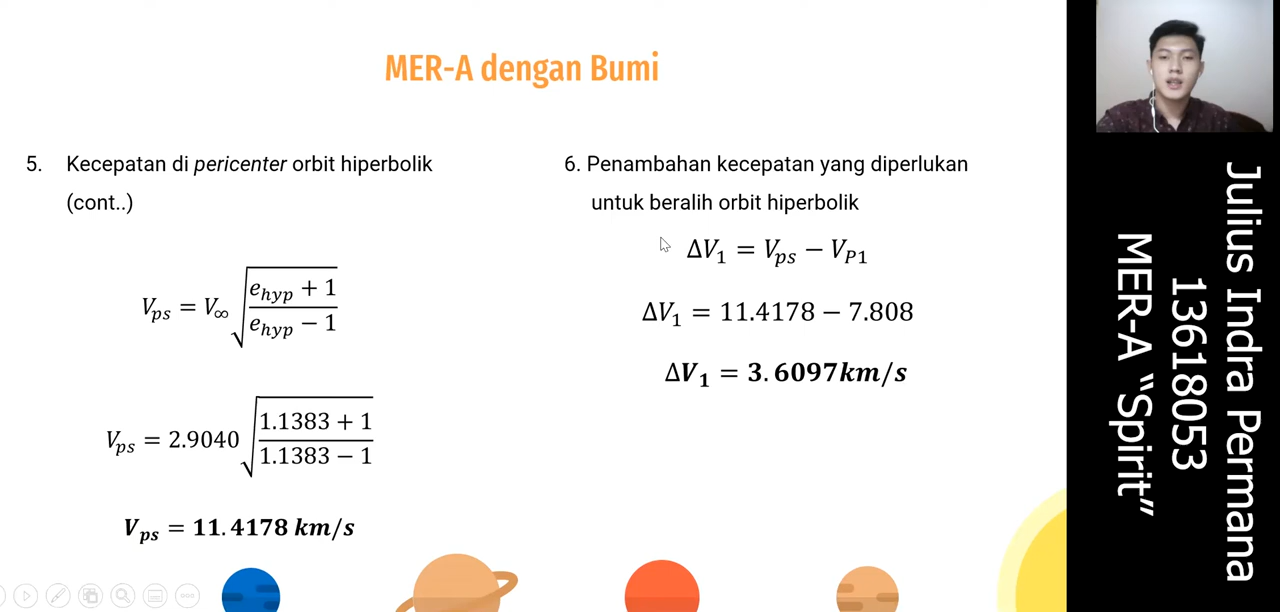 MER-A dengan Bumi
5. Kecepatan di pericenter orbit hiperbolik
(cont..)
V_ps = V_∞ √((e_hyp + 1)/(e_hyp − 1))
V_ps = 2.9040 √((1.1383 + 1)/(1.1383 − 1))
V_ps = 11.4178 km/s
6. Penambahan kecepatan yang diperlukan
untuk beralih orbit hiperbolik
ΔV_1 = V_ps − V_P1
ΔV_1 = 11.4178 − 7.808
ΔV_1 = 3.6097km/s
Julius Indra Permana
13618053
MER-A “Spirit”